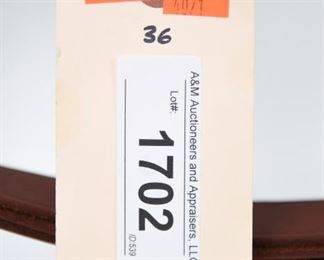 36
A&M Auctioneers and Appraisers, LLC
Lot#:
1702
ID:539